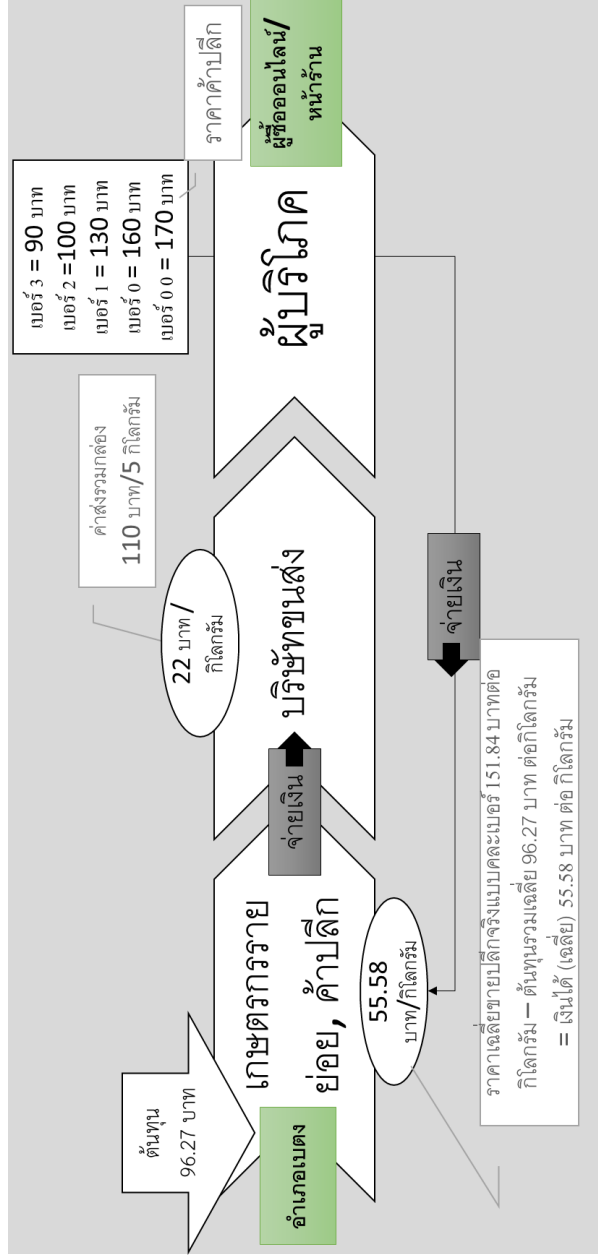 ต้นทุน
96.27 บาท
อำเภอเบตง
เกษตรกรราย
ย่อย, ค้าปลีก
55.58
บาท/กิโลกรัม
จ่ายเงิน
บริษัทขนส่ง
22 บาท/
กิโลกรัม
ค่าส่งรวมกล่อง
110 บาท/5 กิโลกรัม
ผู้บริโภค
เบอร์ 3 = 90 บาท
เบอร์ 2 =100 บาท
เบอร์ 1 = 130 บาท
เบอร์ 0 = 160 บาท
เบอร์ 0 0 = 170 บาท
ราคาค้าปลีก
ผู้ซื้อออนไลน์/
หน้าร้าน
จ่ายเงิน
ราคาเฉลี่ยขายปลีกจริงแบบคละเบอร์ 151.84 บาทต่อ
กิโลกรัม – ต้นทุนรวมเฉลี่ย 96.27 บาท ต่อกิโลกรัม
= เงินได้ (เฉลี่ย) 55.58 บาท ต่อ กิโลกรัม